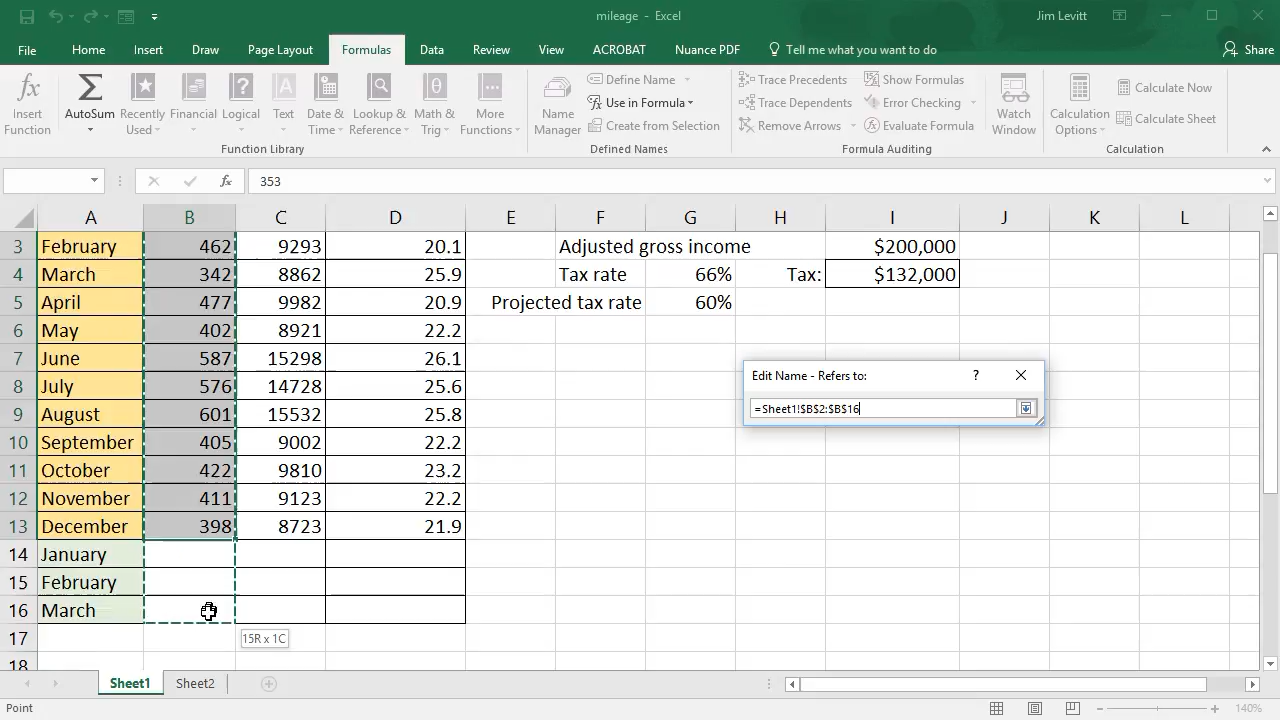 mileage - Excel
Jim Levitt
File Home Insert Draw Page Layout Formulas Data Review View ACROBAT Nuance PDF Tell me what you want to do Share
Insert Function
AutoSum
Recently Used
Financial
Logical
Text
Date & Time
Lookup & Reference
Math & Trig
More Functions
Function Library
Name Manager
Define Name
Use in Formula
Create from Selection
Defined Names
Trace Precedents
Trace Dependents
Remove Arrows
Show Formulas
Error Checking
Evaluate Formula
Formula Auditing
Watch Window
Calculation Options
Calculate Now
Calculate Sheet
Calculation
fx 353
A B C D E F G H I J K L
3 February 462 9293 20.1 Adjusted gross income $200,000
4 March 342 8862 25.9 Tax rate 66% Tax: $132,000
5 April 477 9982 20.9 Projected tax rate 60%
6 May 402 8921 22.2
7 June 587 15298 26.1
8 July 576 14728 25.6
9 August 601 15532 25.8
10 September 405 9002 22.2
11 October 422 9810 23.2
12 November 411 9123 22.2
13 December 398 8723 21.9
14 January
15 February
16 March
17
18
Edit Name - Refers to: ?
=Sheet1!$B$2:$B$16
15R x 1C
Sheet1 Sheet2
Point
140%